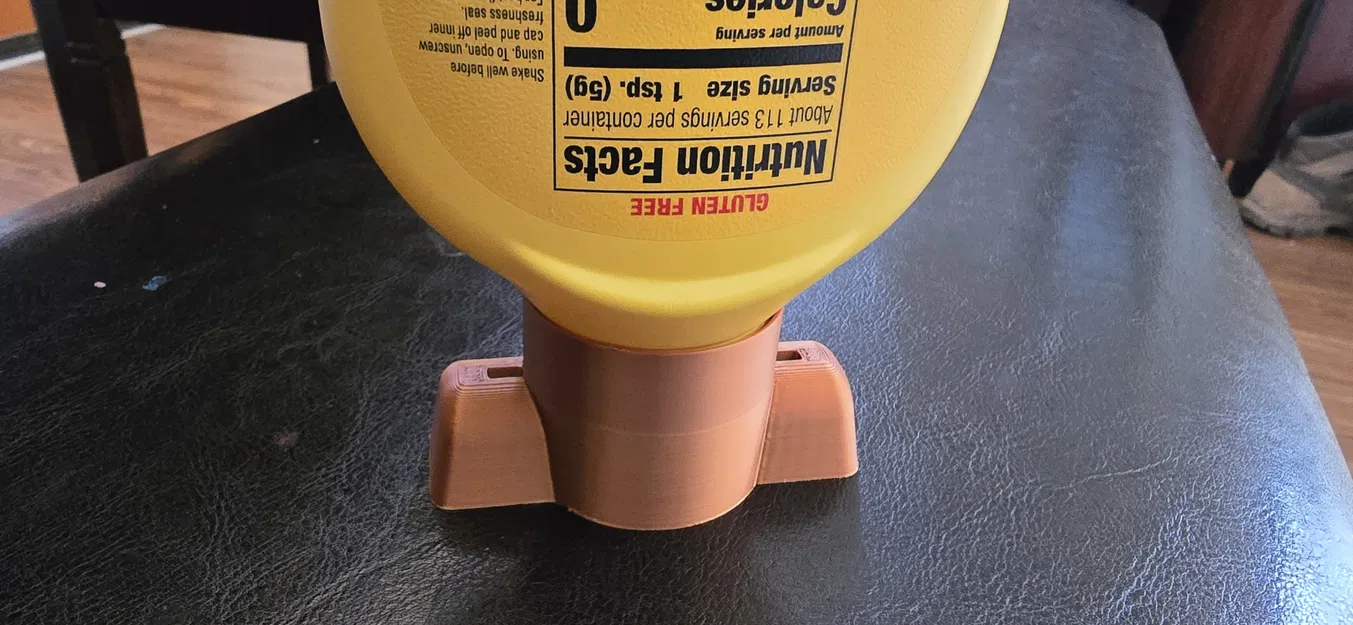 GLUTEN FREE
Nutrition Facts
About 113 servings per container
Serving size 1 tsp. (5g)
Amount per serving
Calories 0
Shake well before
using. To open, unscrew
cap and peel off inner
freshness seal.